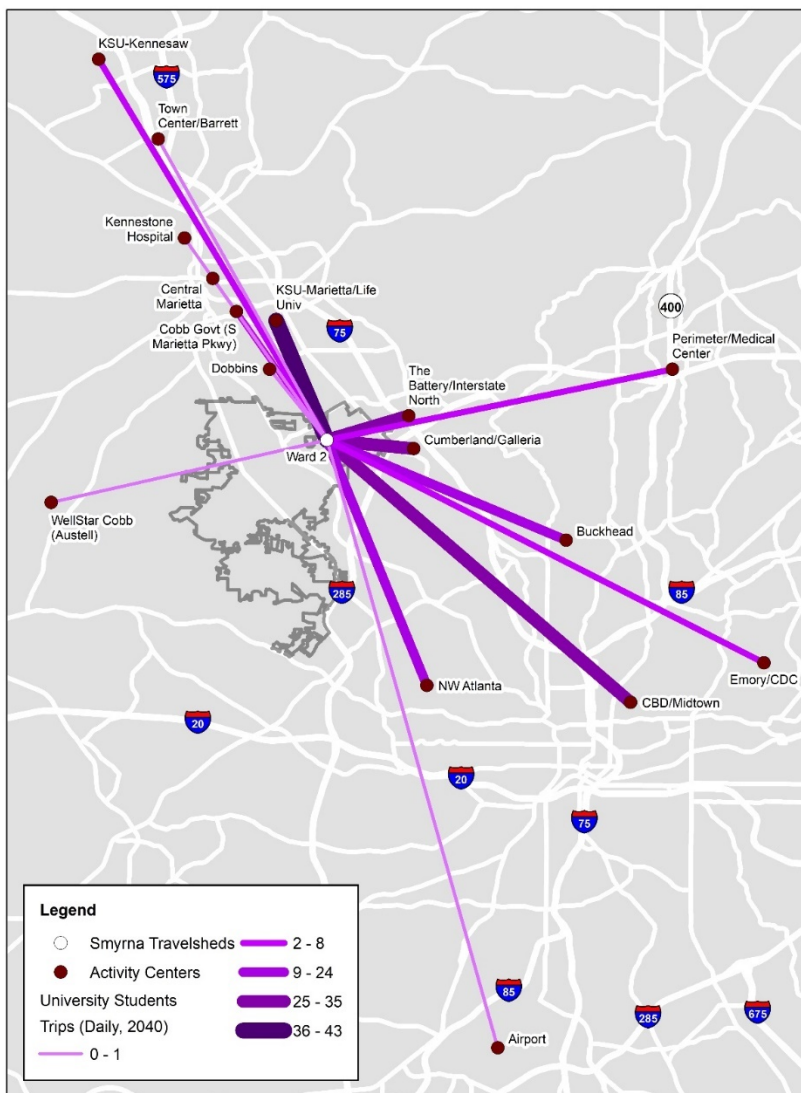 KSU-Kennesaw
575
Town
Center/Barrett
Kennestone
Hospital
Central
Marietta
KSU-Marietta/Life
Univ
Cobb Govt (S
Marietta Pkwy)
75
400
Perimeter/Medical
Center
Dobbins
The
Battery/Interstate
North
Cumberland/Galleria
Ward 2
WellStar Cobb
(Austell)
Buckhead
285
85
Emory/CDC
NW Atlanta
CBD/Midtown
20
20
75
85
285
675
Airport
Legend
Smyrna Travelsheds
Activity Centers
University Students
Trips (Daily, 2040)
0 - 1
2 - 8
9 - 24
25 - 35
36 - 43